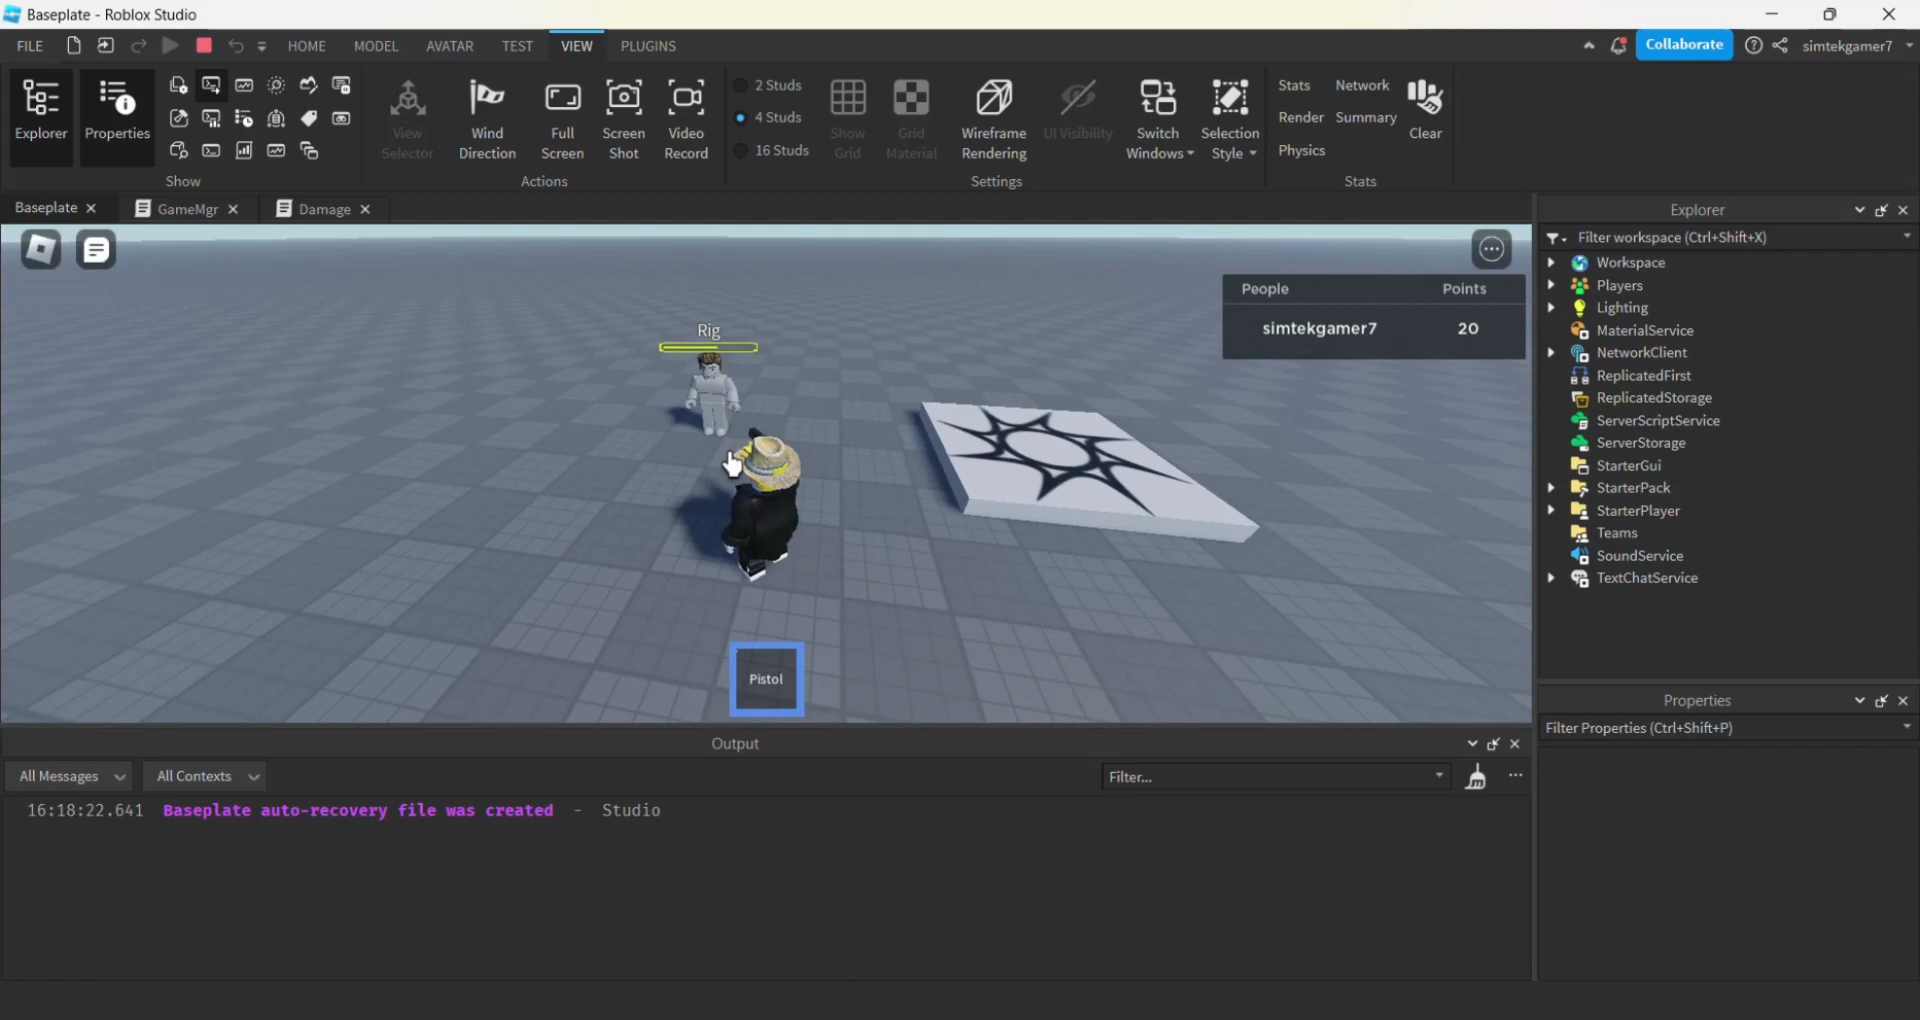 Baseplate - Roblox Studio
FILE HOME MODEL AVATAR TEST VIEW PLUGINS Collaborate simtekgamer7
Explorer
Properties
Show
View Selector
Wind Direction
Full Screen
Screen Shot
Video Record
Actions
2 Studs
4 Studs
16 Studs
Show Grid
Grid Material
Wireframe Rendering
UI Visibility
Switch Windows
Selection Style
Settings
Stats Network
Render Summary
Physics
Clear
Stats
Baseplate GameMgr Damage
People Points
simtekgamer7 20
Rig
Pistol
Explorer
Filter workspace (Ctrl+Shift+X)
Workspace
Players
Lighting
MaterialService
NetworkClient
ReplicatedFirst
ReplicatedStorage
ServerScriptService
ServerStorage
StarterGui
StarterPack
StarterPlayer
Teams
SoundService
TextChatService
Properties
Filter Properties (Ctrl+Shift+P)
Output
All Messages All Contexts Filter...
16:18:22.641 Baseplate auto-recovery file was created - Studio